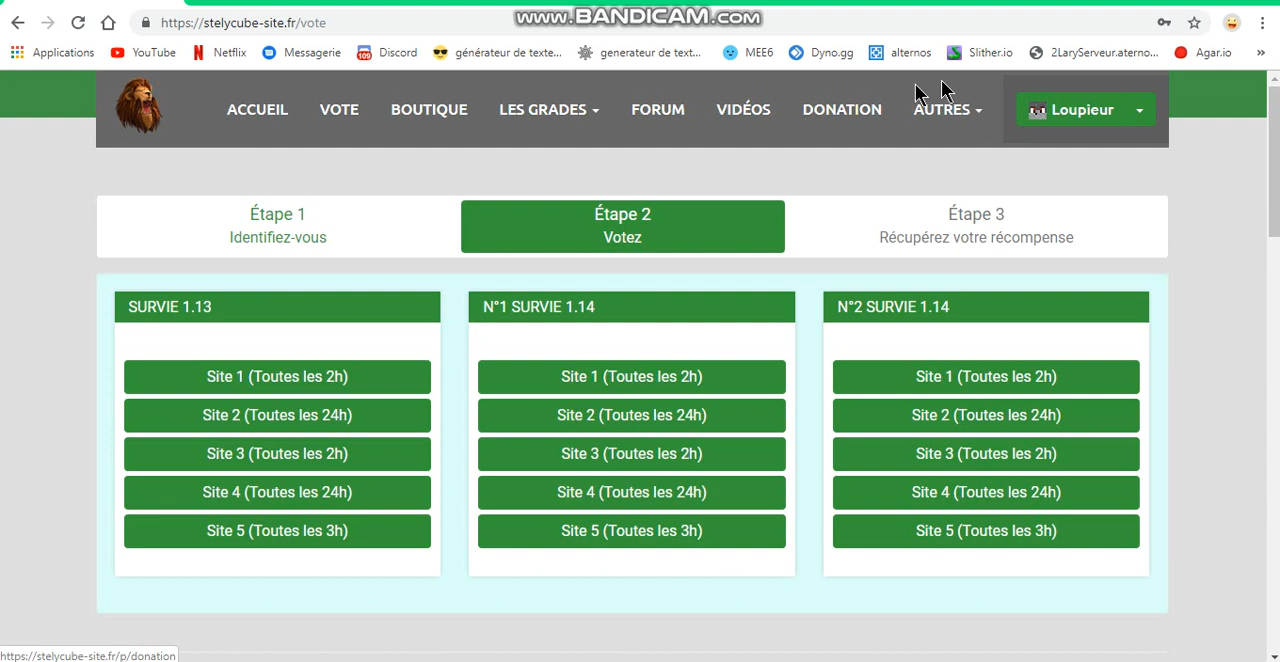 www.BANDICAM.com
https://stelycube-site.fr/vote
Applications YouTube Netflix Messagerie Discord générateur de texte... generateur de text... MEE6 Dyno.gg alternos Slither.io 2LaryServeur.aterno... Agar.io »
109
ACCUEIL VOTE BOUTIQUE LES GRADES FORUM VIDÉOS DONATION AUTRES Loupieur
Étape 1
Identifiez-vous
Étape 2
Votez
Étape 3
Récupérez votre récompense
SURVIE 1.13
Site 1 (Toutes les 2h)
Site 2 (Toutes les 24h)
Site 3 (Toutes les 2h)
Site 4 (Toutes les 24h)
Site 5 (Toutes les 3h)
N°1 SURVIE 1.14
Site 1 (Toutes les 2h)
Site 2 (Toutes les 24h)
Site 3 (Toutes les 2h)
Site 4 (Toutes les 24h)
Site 5 (Toutes les 3h)
N°2 SURVIE 1.14
Site 1 (Toutes les 2h)
Site 2 (Toutes les 24h)
Site 3 (Toutes les 2h)
Site 4 (Toutes les 24h)
Site 5 (Toutes les 3h)
https://stelycube-site.fr/p/donation